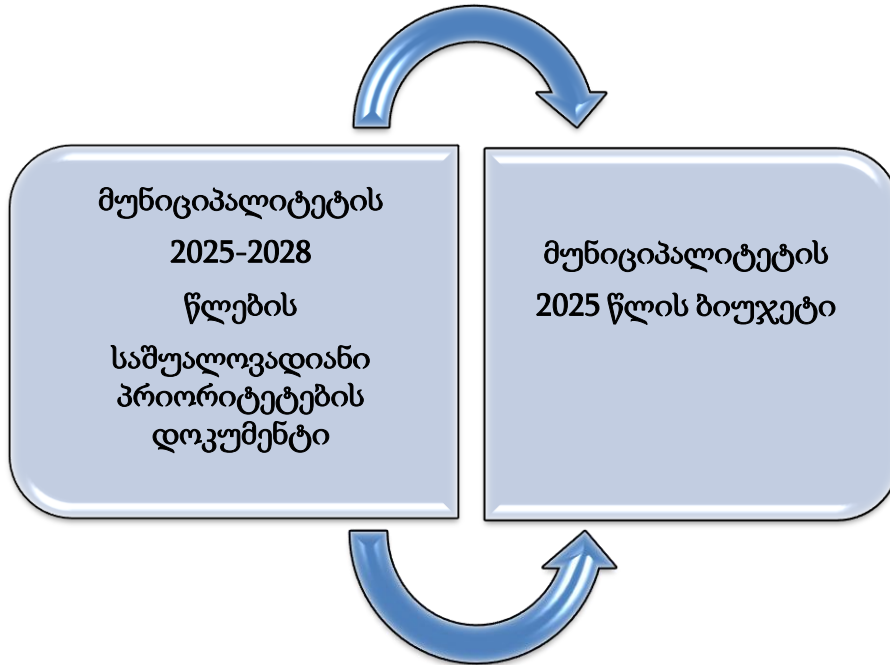 მუნიციპალიტეტის
2025-2028
წლების
საშუალოვადიანი
პრიორიტეტების
დოკუმენტი
მუნიციპალიტეტის
2025 წლის ბიუჯეტი